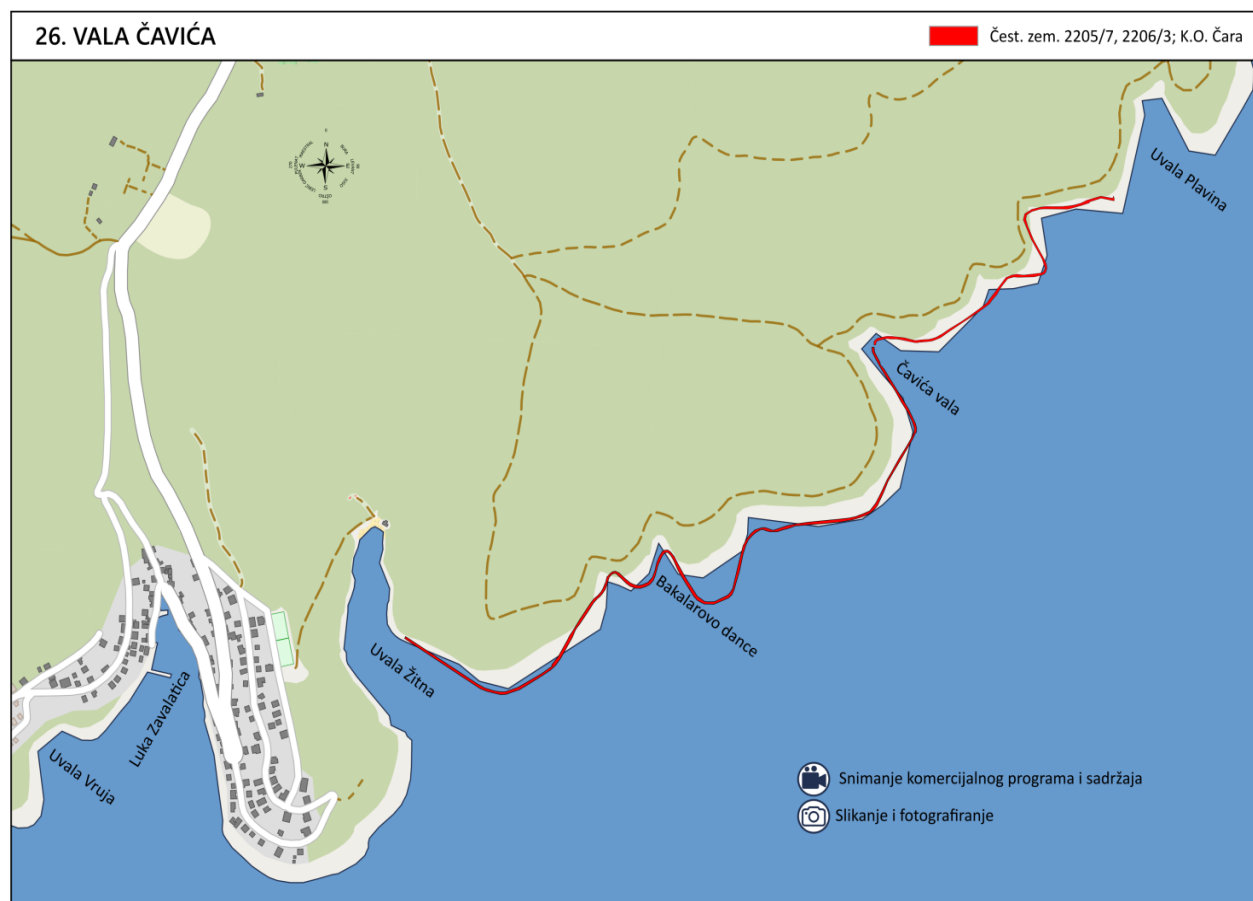 26. VALA ČAVIĆA
Čest. zem. 2205/7, 2206/3; K.O. Čara
N
W
E
S
Uvala Plavina
Čavića vala
Bakalarovo dance
Uvala Žitna
Luka Zavalatica
Uvala Vruja
Snimanje komercijalnog programa i sadržaja
Slikanje i fotografiranje